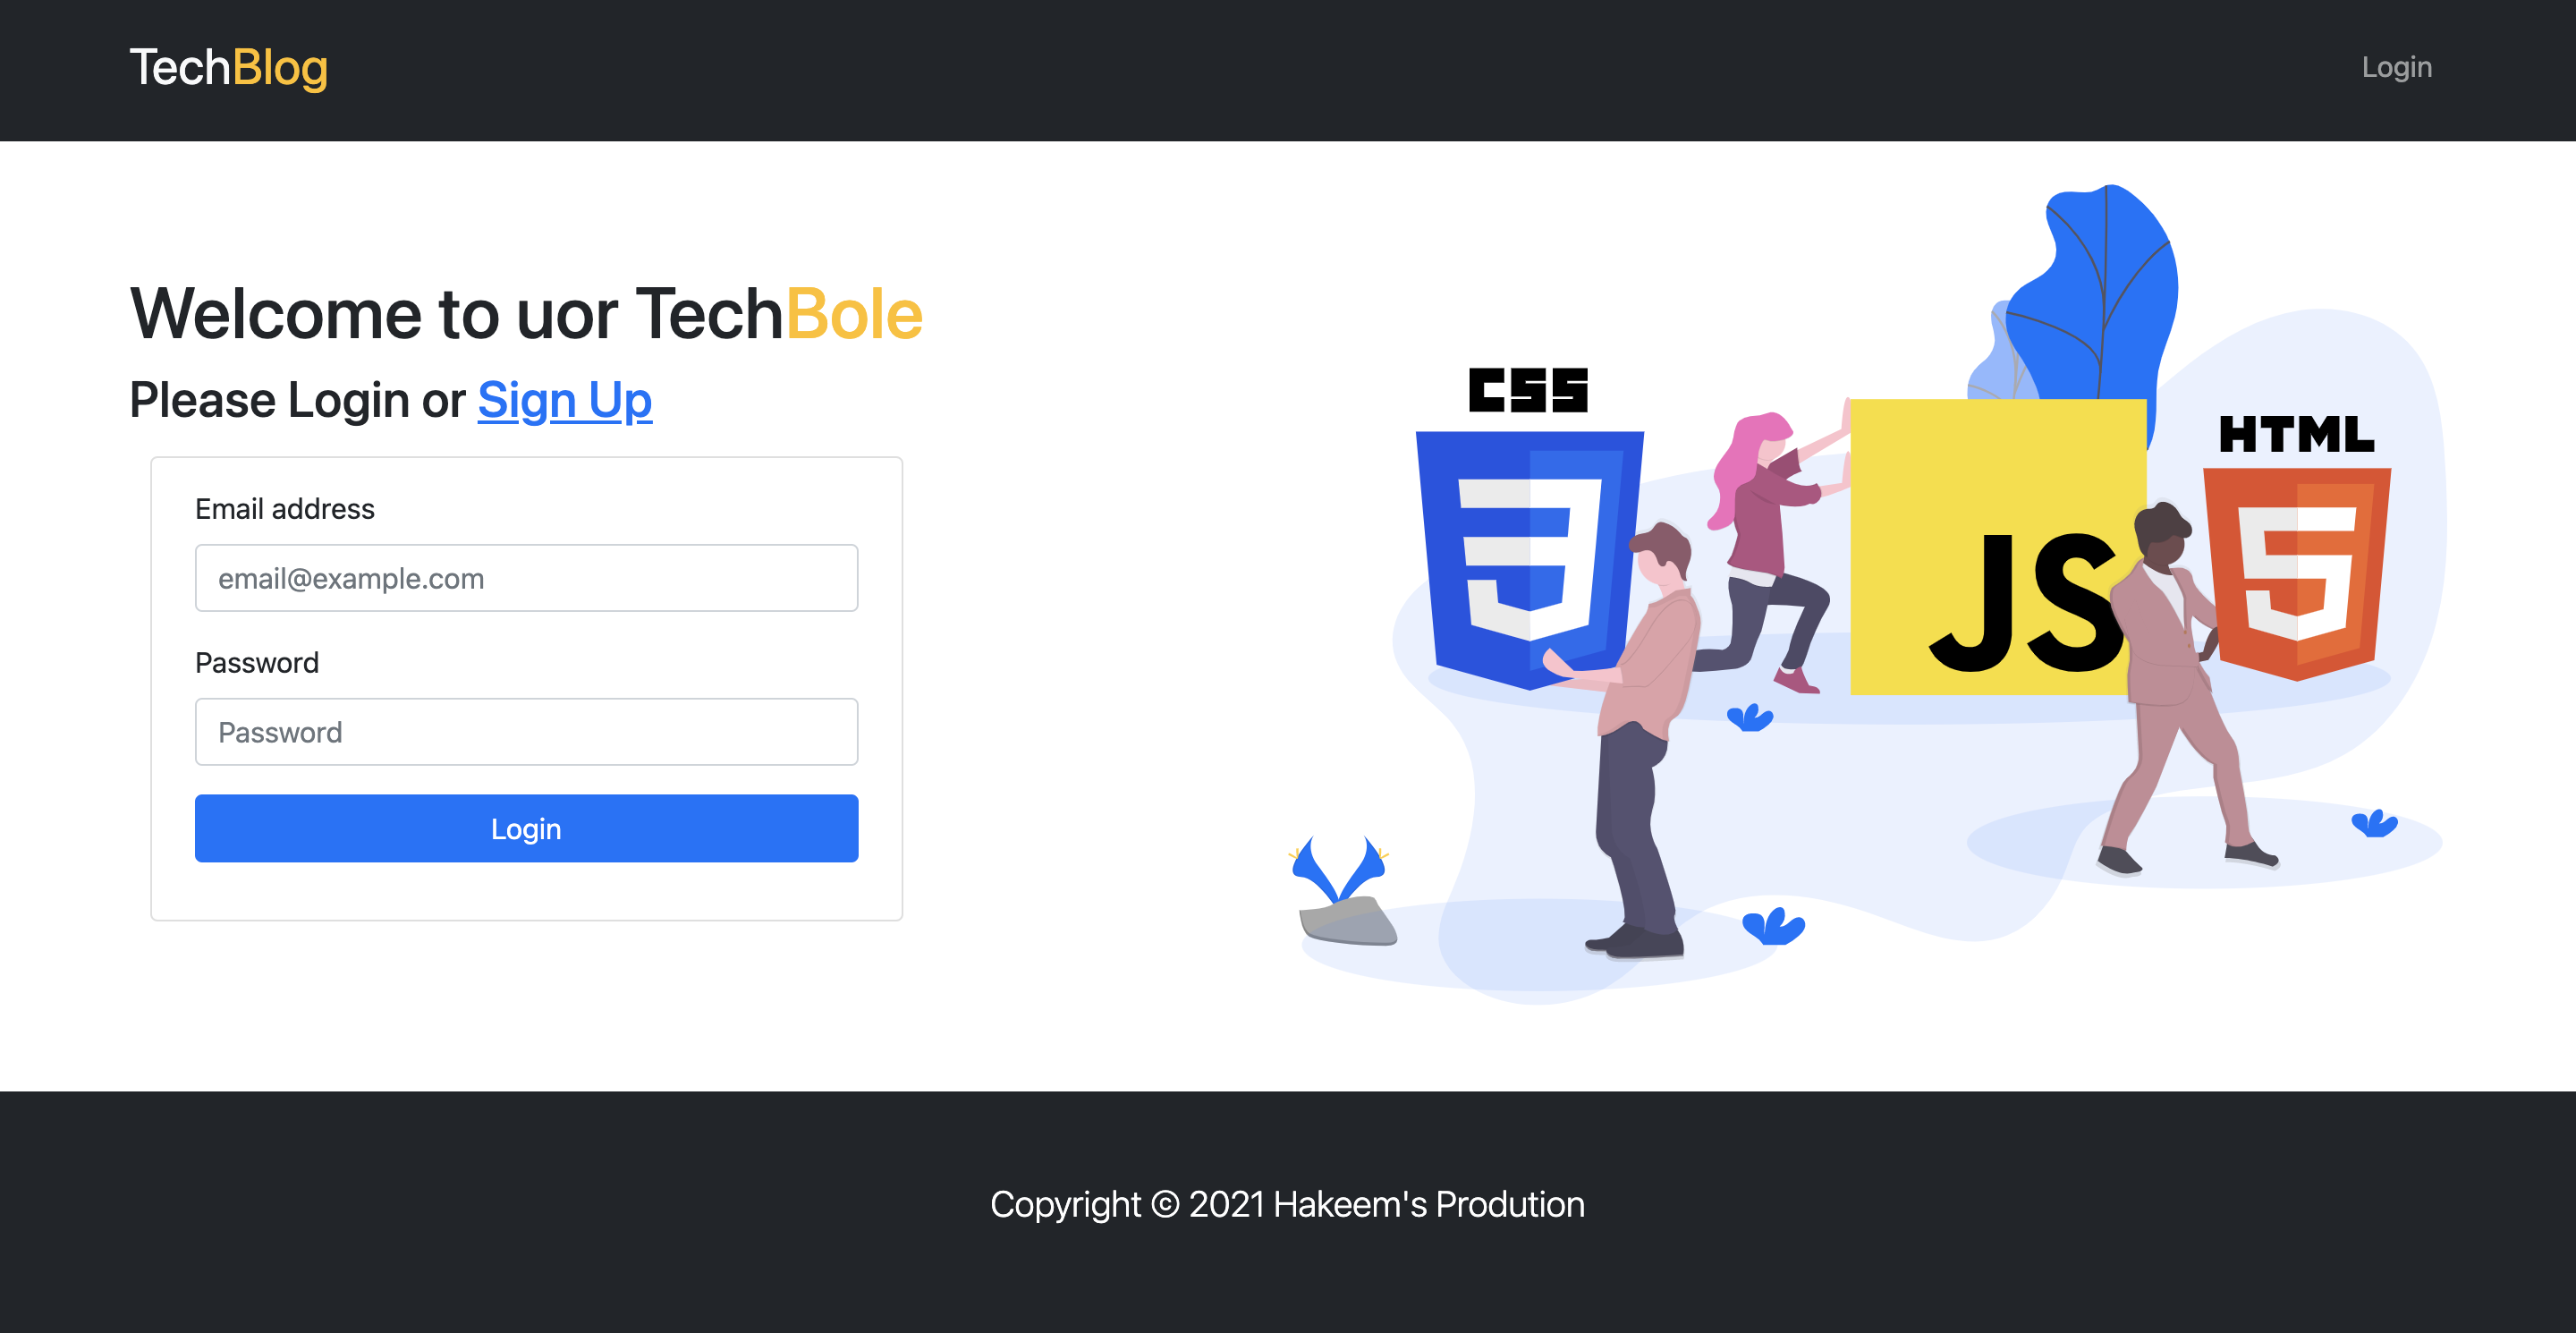 TechBlog
Login
Welcome to uor TechBole
Please Login or Sign Up
Email address
email@example.com
Password
Password
Login
CSS
JS
HTML
Copyright © 2021 Hakeem's Prodution